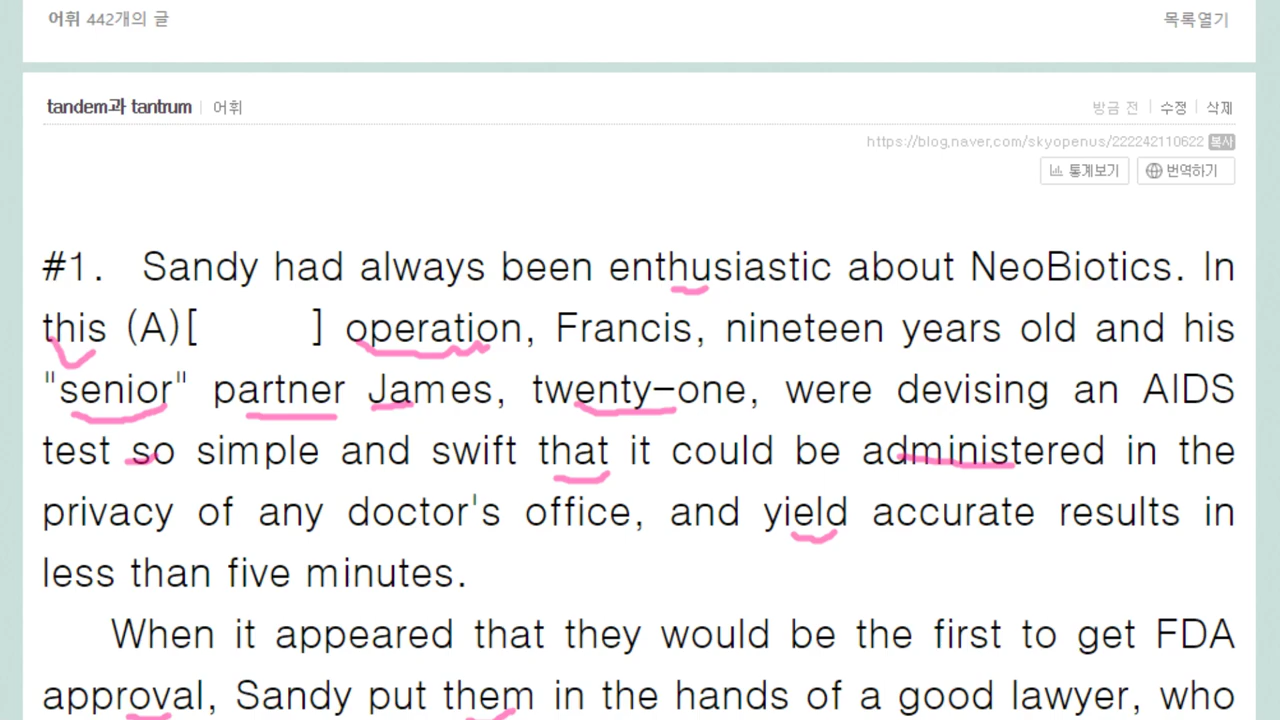 어휘 442개의 글 목록열기
tandem과 tantrum | 어휘 방금 전 | 수정 | 삭제
https://blog.naver.com/skyopenus/222242110622 복사
통계보기 번역하기
#1. Sandy had always been enthusiastic about NeoBiotics. In
this (A)[ ] operation, Francis, nineteen years old and his
"senior" partner James, twenty-one, were devising an AIDS
test so simple and swift that it could be administered in the
privacy of any doctor's office, and yield accurate results in
less than five minutes.
When it appeared that they would be the first to get FDA
approval, Sandy put them in the hands of a good lawyer, who